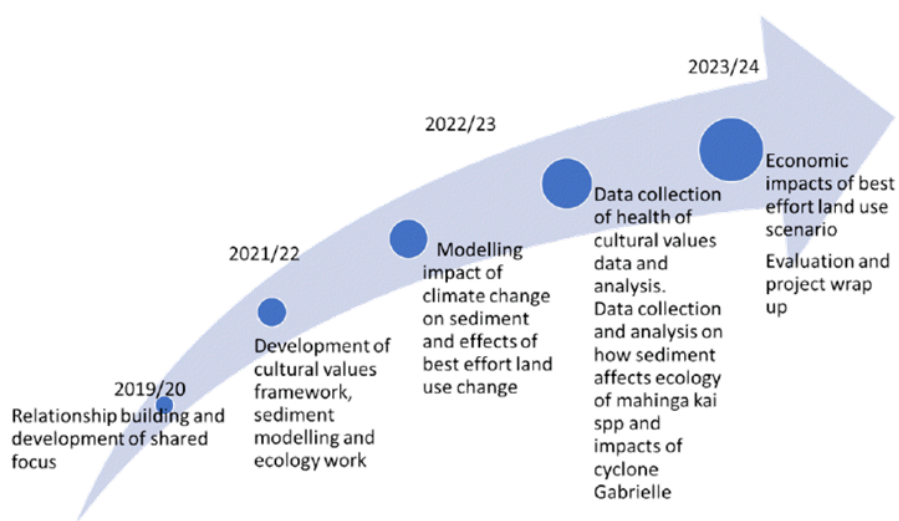 2019/20
Relationship building and
development of shared
focus
2021/22
Development of
cultural values
framework,
sediment
modelling and
ecology work
2022/23
Modelling
impact of
climate change
on sediment
and effects of
best effort land
use change
Data collection
of health of
cultural values
data and
analysis.
Data collection
and analysis on
how sediment
affects ecology
of mahinga kai
spp and
impacts of
cyclone
Gabrielle
2023/24
Economic
impacts of best
effort land use
scenario
Evaluation and
project wrap
up